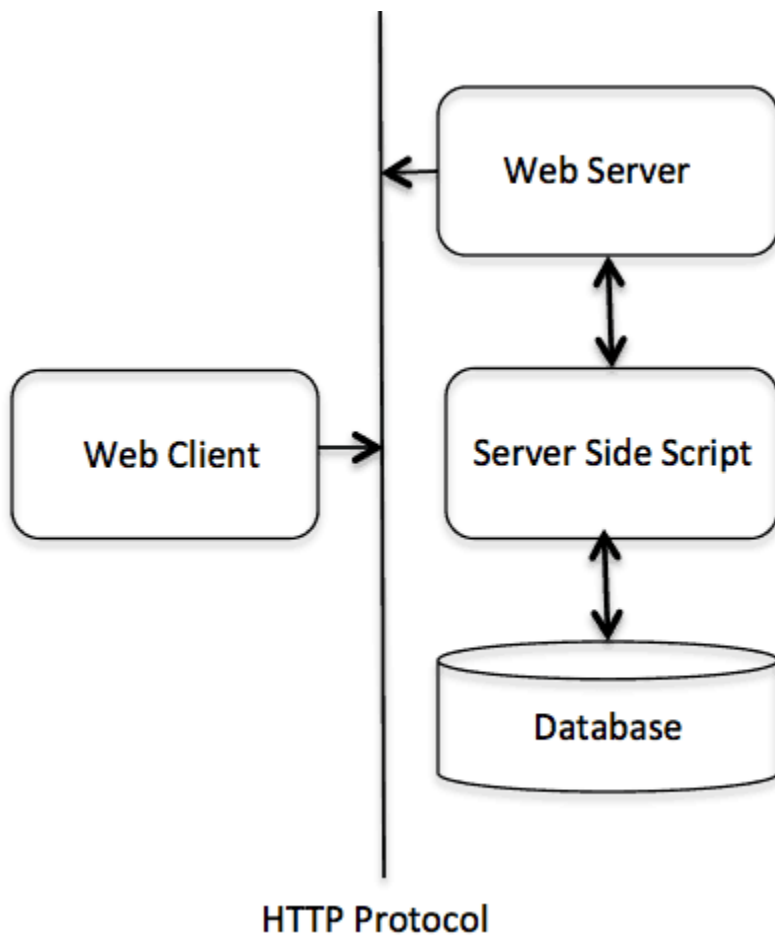 Web Server
Web Client
Server Side Script
Database
HTTP Protocol